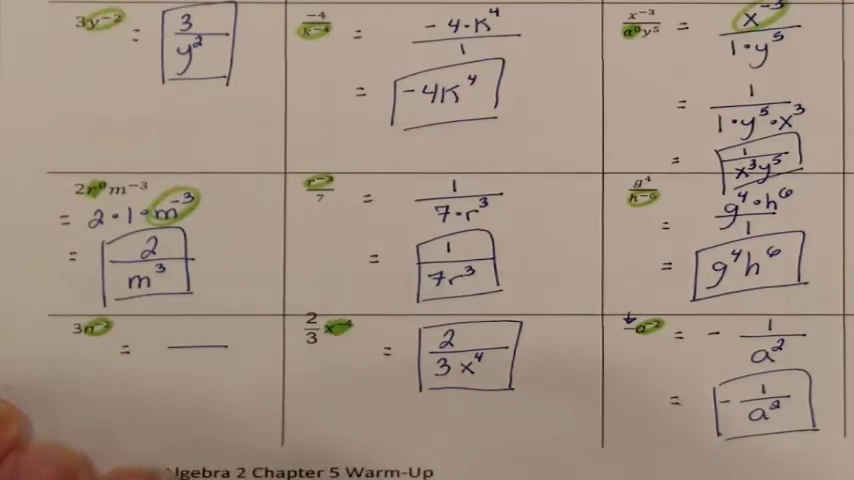 3y⁻² = 3/y²
-4/k⁻⁴ = -4·K⁴/1
= -4K⁴
x⁻³/a⁰y⁵ = x⁻³/1·y⁵
= 1/1·y⁵·x³
= 1/x³y⁵
2r⁰m⁻³
= 2·1·m⁻³
= 2/m³
r⁻³/7 = 1/7·r³
= 1/7r³
g⁴/h⁻⁶
= g⁴·h⁶/1
= g⁴h⁶
3n⁻² =
2/3 x⁻⁴ = 2/3x⁴
-a⁻² = - 1/a²
= - 1/a²
lgebra 2 Chapter 5 Warm-Up